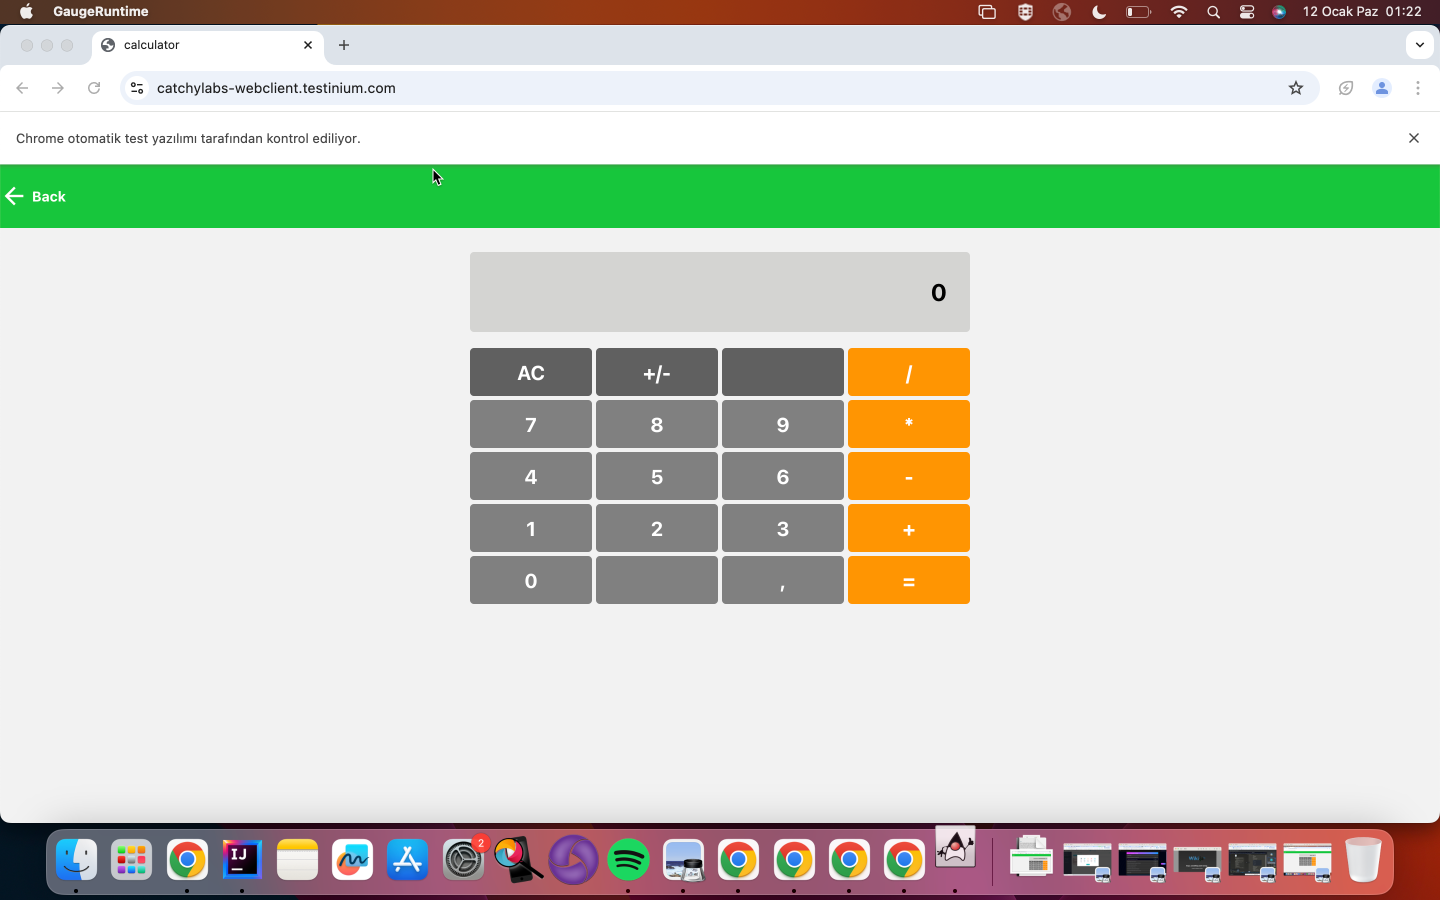 GaugeRuntime
12 Ocak Paz 01:22
calculator
catchylabs-webclient.testinium.com
Chrome otomatik test yazılımı tarafından kontrol ediliyor.
Back
0
AC +/- /
7 8 9 *
4 5 6 -
1 2 3 +
0 , =
IJ
2